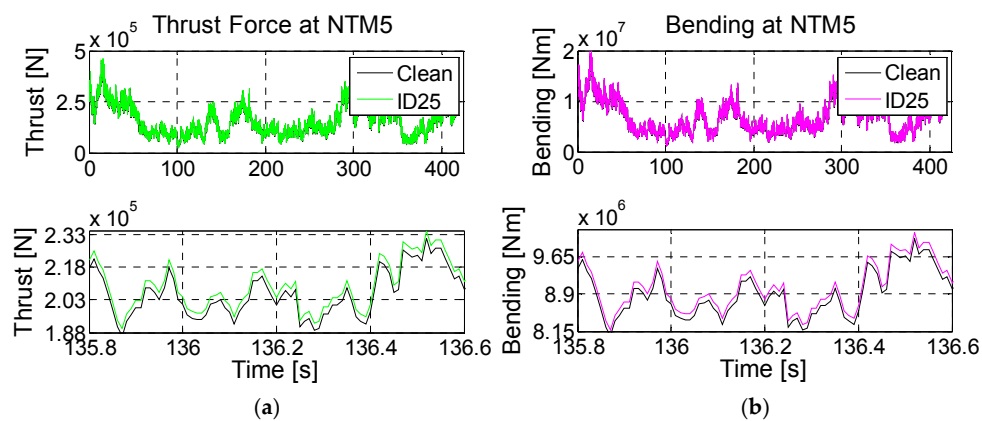 Thrust Force at NTM5
x 10^5
Thrust [N]
5
2.5
0
Clean
ID25
0 100 200 300 400
x 10^5
Thrust [N]
2.33
2.18
2.03
1.88
135.8 136 136.2 136.4 136.6
Time [s]
(a)
Bending at NTM5
x 10^7
Bending [Nm]
2
1
0
Clean
ID25
0 100 200 300 400
x 10^6
Bending [Nm]
9.65
8.9
8.15
135.8 136 136.2 136.4 136.6
Time [s]
(b)